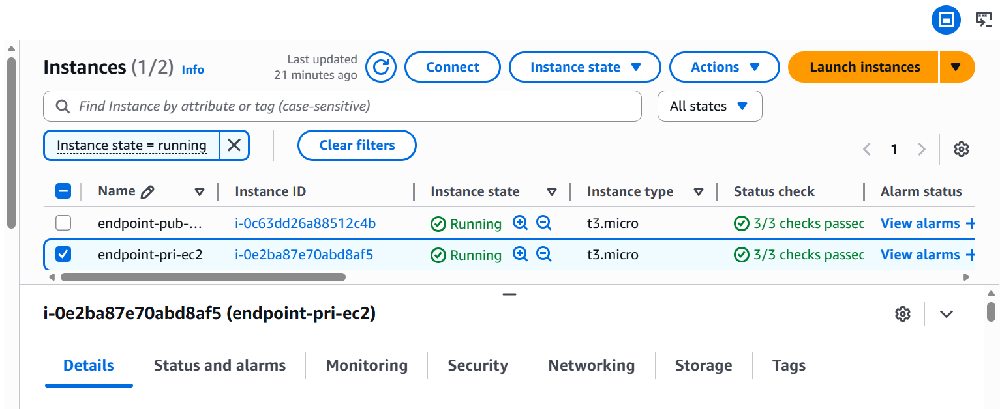 Instances (1/2) Info
Last updated
21 minutes ago
Connect
Instance state
Actions
Launch instances
Find Instance by attribute or tag (case-sensitive)
All states
Instance state = running
Clear filters
1
Name Instance ID Instance state Instance type Status check Alarm status
endpoint-pub-... i-0c63dd26a88512c4b Running t3.micro 3/3 checks passed View alarms +
endpoint-pri-ec2 i-0e2ba87e70abd8af5 Running t3.micro 3/3 checks passed View alarms +
i-0e2ba87e70abd8af5 (endpoint-pri-ec2)
Details Status and alarms Monitoring Security Networking Storage Tags